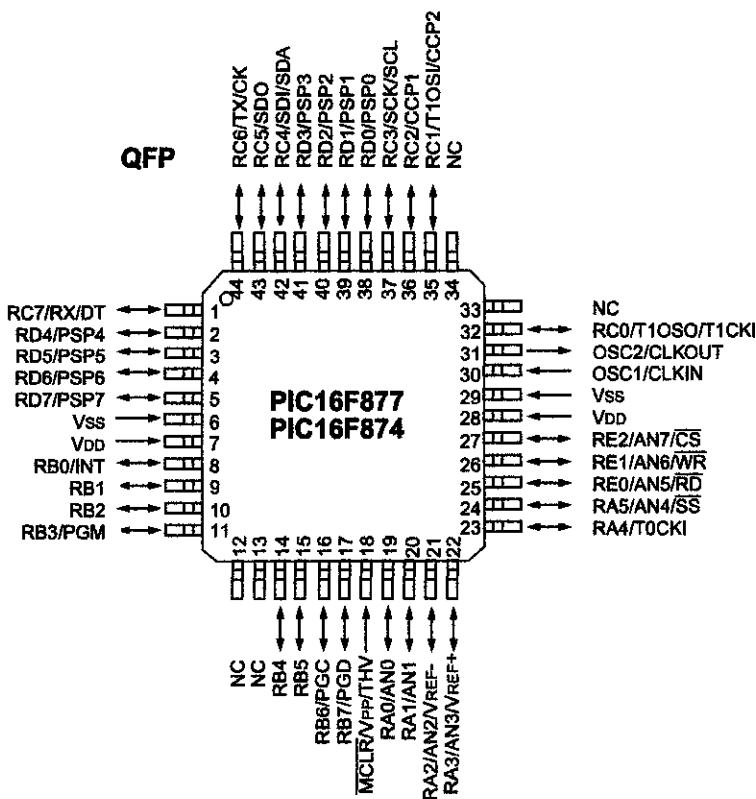 QFP
RC6/TX/CK
RC5/SDO
RC4/SDI/SDA
RD3/PSP3
RD2/PSP2
RD1/PSP1
RD0/PSP0
RC3/SCK/SCL
RC2/CCP1
RC1/T1OSI/CCP2
NC
44 43 42 41 40 39 38 37 36 35 34
RC7/RX/DT 1
RD4/PSP4 2
RD5/PSP5 3
RD6/PSP6 4
RD7/PSP7 5
VSS 6
VDD 7
RB0/INT 8
RB1 9
RB2 10
RB3/PGM 11
PIC16F877
PIC16F874
33 NC
32 RC0/T1OSO/T1CKI
31 OSC2/CLKOUT
30 OSC1/CLKIN
29 VSS
28 VDD
27 RE2/AN7/CS
26 RE1/AN6/WR
25 RE0/AN5/RD
24 RA5/AN4/SS
23 RA4/T0CKI
12 13 14 15 16 17 18 19 20 21 22
NC
NC
RB4
RB5
RB6/PGC
RB7/PGD
MCLR/VPP/THV
RA0/AN0
RA1/AN1
RA2/AN2/VREF-
RA3/AN3/VREF+